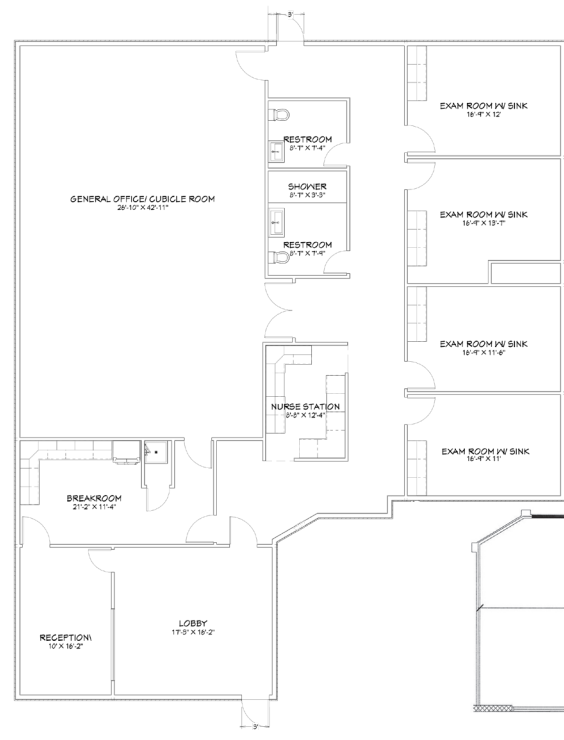 3'
EXAM ROOM W/ SINK
16'-9" X 12'
RESTROOM
8'-7" X 7'-4"
SHOWER
8'-7" X 3'-3"
GENERAL OFFICE/ CUBICLE ROOM
26'-10" X 42'-11"
EXAM ROOM W/ SINK
16'-9" X 13'-7"
RESTROOM
8'-7" X 7'-9"
EXAM ROOM W/ SINK
16'-9" X 11'-6"
NURSE STATION
8'-8" X 12'-4"
EXAM ROOM W/ SINK
16'-9" X 11'
BREAKROOM
21'-2" X 11'-4"
LOBBY
17'-5" X 16'-2"
RECEPTION\
10' X 16'-2"
3'